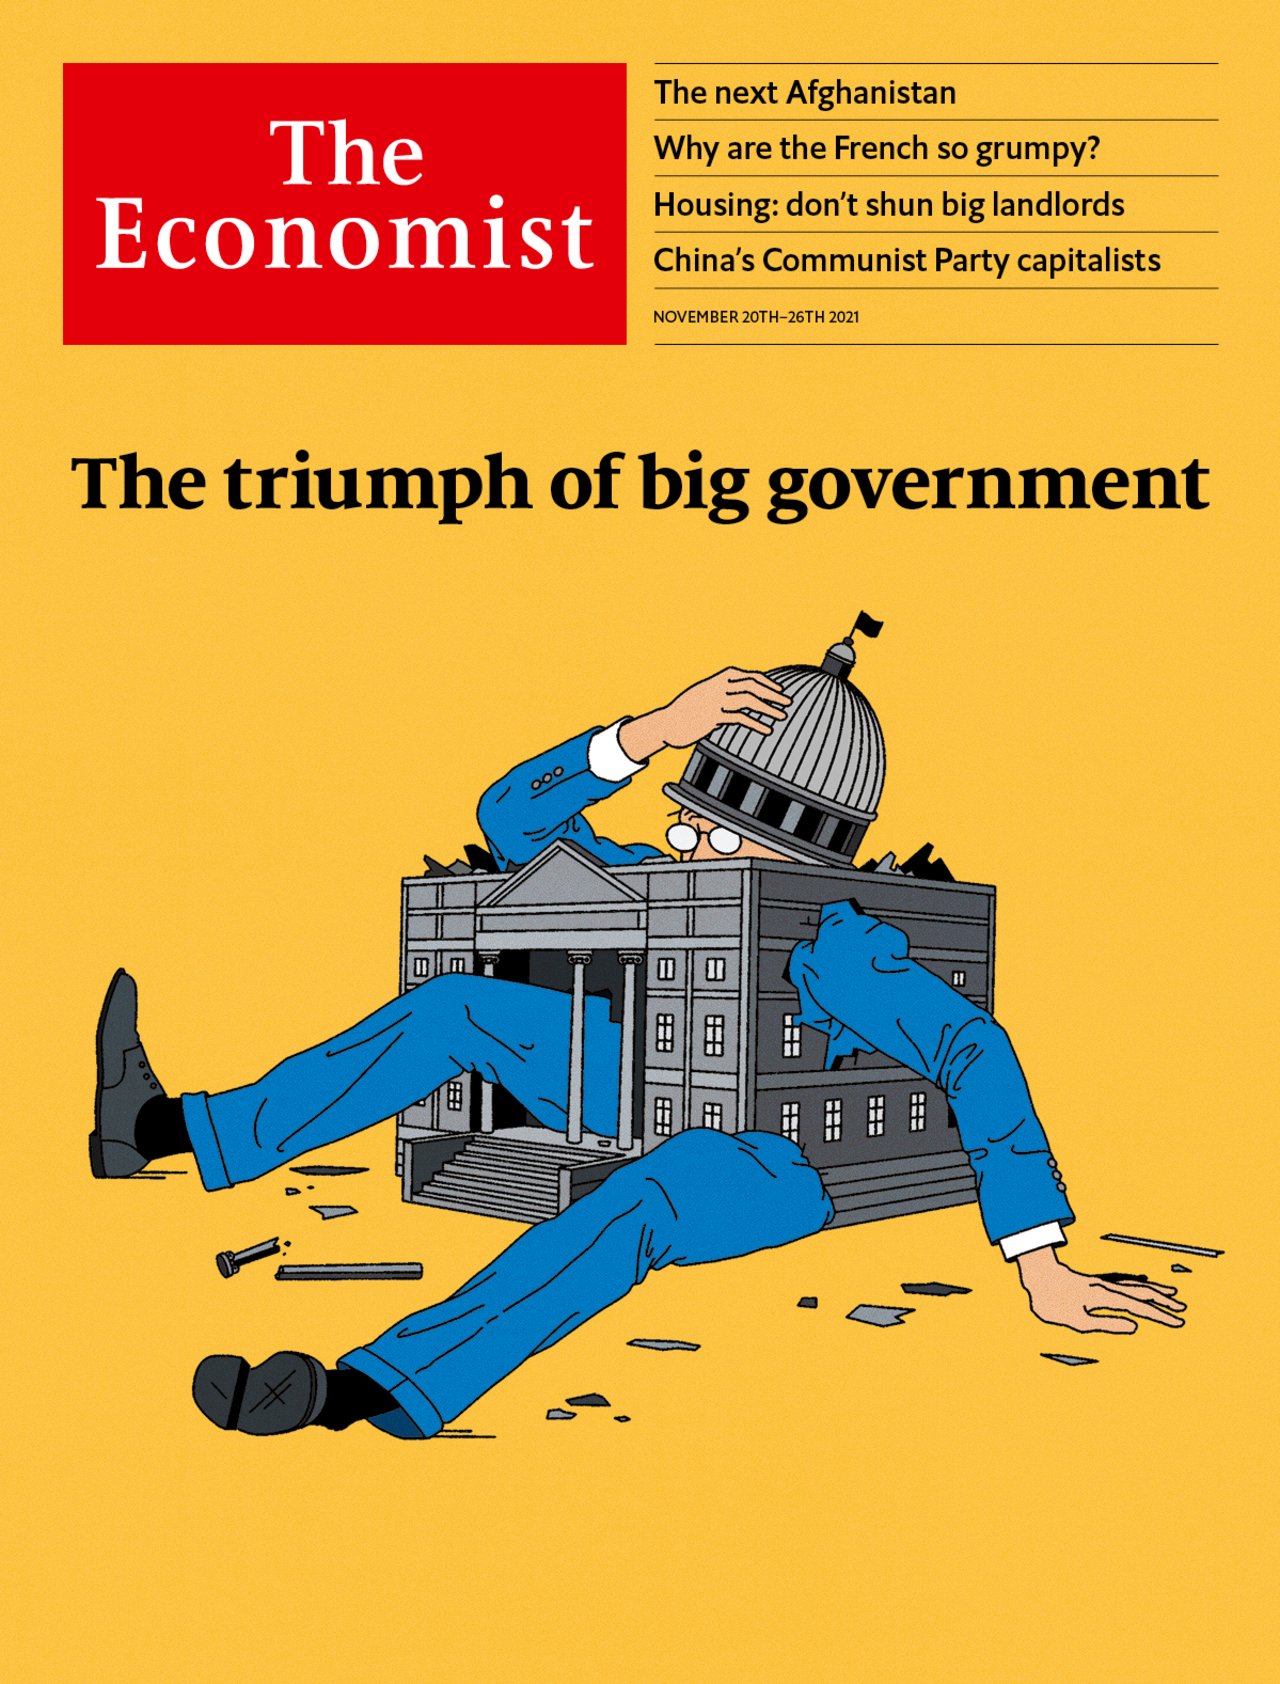 The
Economist
The next Afghanistan
Why are the French so grumpy?
Housing: don't shun big landlords
China's Communist Party capitalists
NOVEMBER 20TH–26TH 2021
The triumph of big government